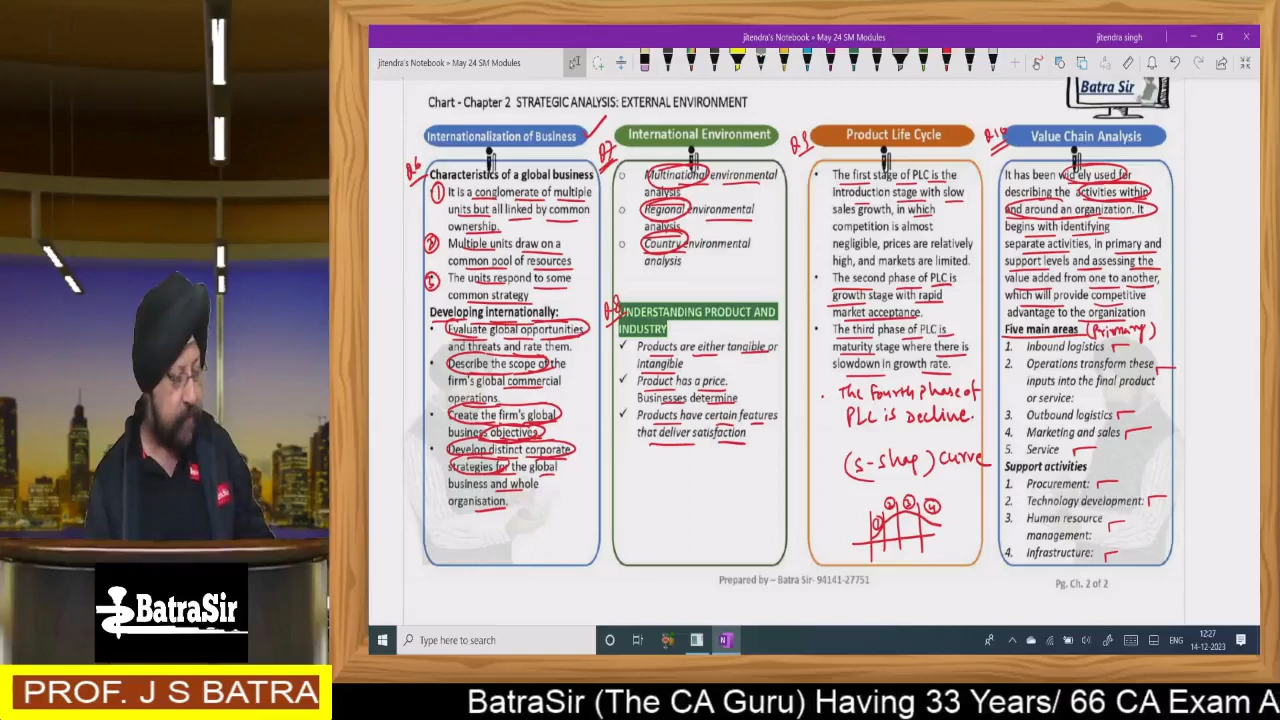 jitendra's Notebook » May 24 SM Modules
jitendra singh
jitendra's Notebook » May 24 SM Modules
Batra Sir
Chart - Chapter 2 STRATEGIC ANALYSIS: EXTERNAL ENVIRONMENT
Internationalization of Business
Q6
Characteristics of a global business
① It is a conglomerate of multiple
units but all linked by common
ownership.
② Multiple units draw on a
common pool of resources
③ The units respond to some
common strategy
Developing internationally:
• Evaluate global opportunities
and threats and rate them.
• Describe the scope of the
firm's global commercial
operations.
• Create the firm's global
business objectives
• Develop distinct corporate
strategies for the global
business and whole
organisation.
International Environment
Q7
o Multinational environmental
analysis
o Regional environmental
analysis
o Country environmental
analysis
Q8
UNDERSTANDING PRODUCT AND
INDUSTRY
✓ Products are either tangible or
intangible
✓ Product has a price.
Businesses determine
✓ Products have certain features
that deliver satisfaction
Product Life Cycle
Q9
• The first stage of PLC is the
introduction stage with slow
sales growth, in which
competition is almost
negligible, prices are relatively
high, and markets are limited.
• The second phase of PLC is
growth stage with rapid
market acceptance.
• The third phase of PLC is
maturity stage where there is
slowdown in growth rate.
• The fourth phase of
PLC is Decline.
(S-shap) curve
① ② ③ ④
Value Chain Analysis
Q10
It has been widely used for
describing the activities within
and around an organization. It
begins with identifying
separate activities, in primary and
support levels and assessing the
value added from one to another,
which will provide competitive
advantage to the organization
Five main areas (Primary)
1. Inbound logistics
2. Operations transform these
inputs into the final product
or service:
3. Outbound logistics
4. Marketing and sales
5. Service
Support activities
1. Procurement:
2. Technology development:
3. Human resource
management:
4. Infrastructure:
Prepared by – Batra Sir- 94141-27751
Pg. Ch. 2 of 2
Type here to search
ENG
12:27
14-12-2023
BatraSir
PROF. J S BATRA
BatraSir (The CA Guru) Having 33 Years/ 66 CA Exam A